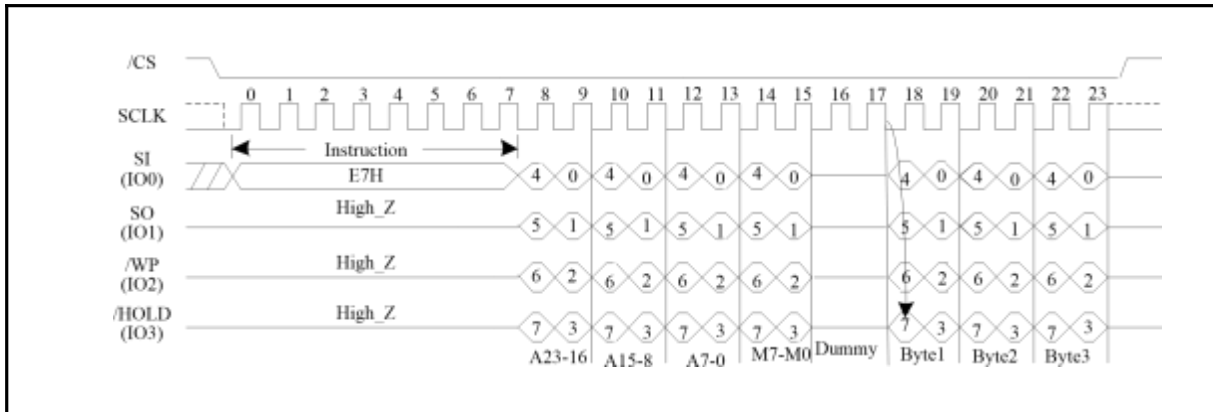 /CS
0 1 2 3 4 5 6 7 8 9 10 11 12 13 14 15 16 17 18 19 20 21 22 23
SCLK
Instruction
SI
(IO0)
E7H
4 0 4 0 4 0 4 0 4 0 4 0 4 0
SO
(IO1)
High_Z
5 1 5 1 5 1 5 1 5 1 5 1 5 1
/WP
(IO2)
High_Z
6 2 6 2 6 2 6 2 6 2 6 2 6 2
/HOLD
(IO3)
High_Z
7 3 7 3 7 3 7 3 7 3 7 3 7 3
A23-16 A15-8 A7-0 M7-M0 Dummy Byte1 Byte2 Byte3